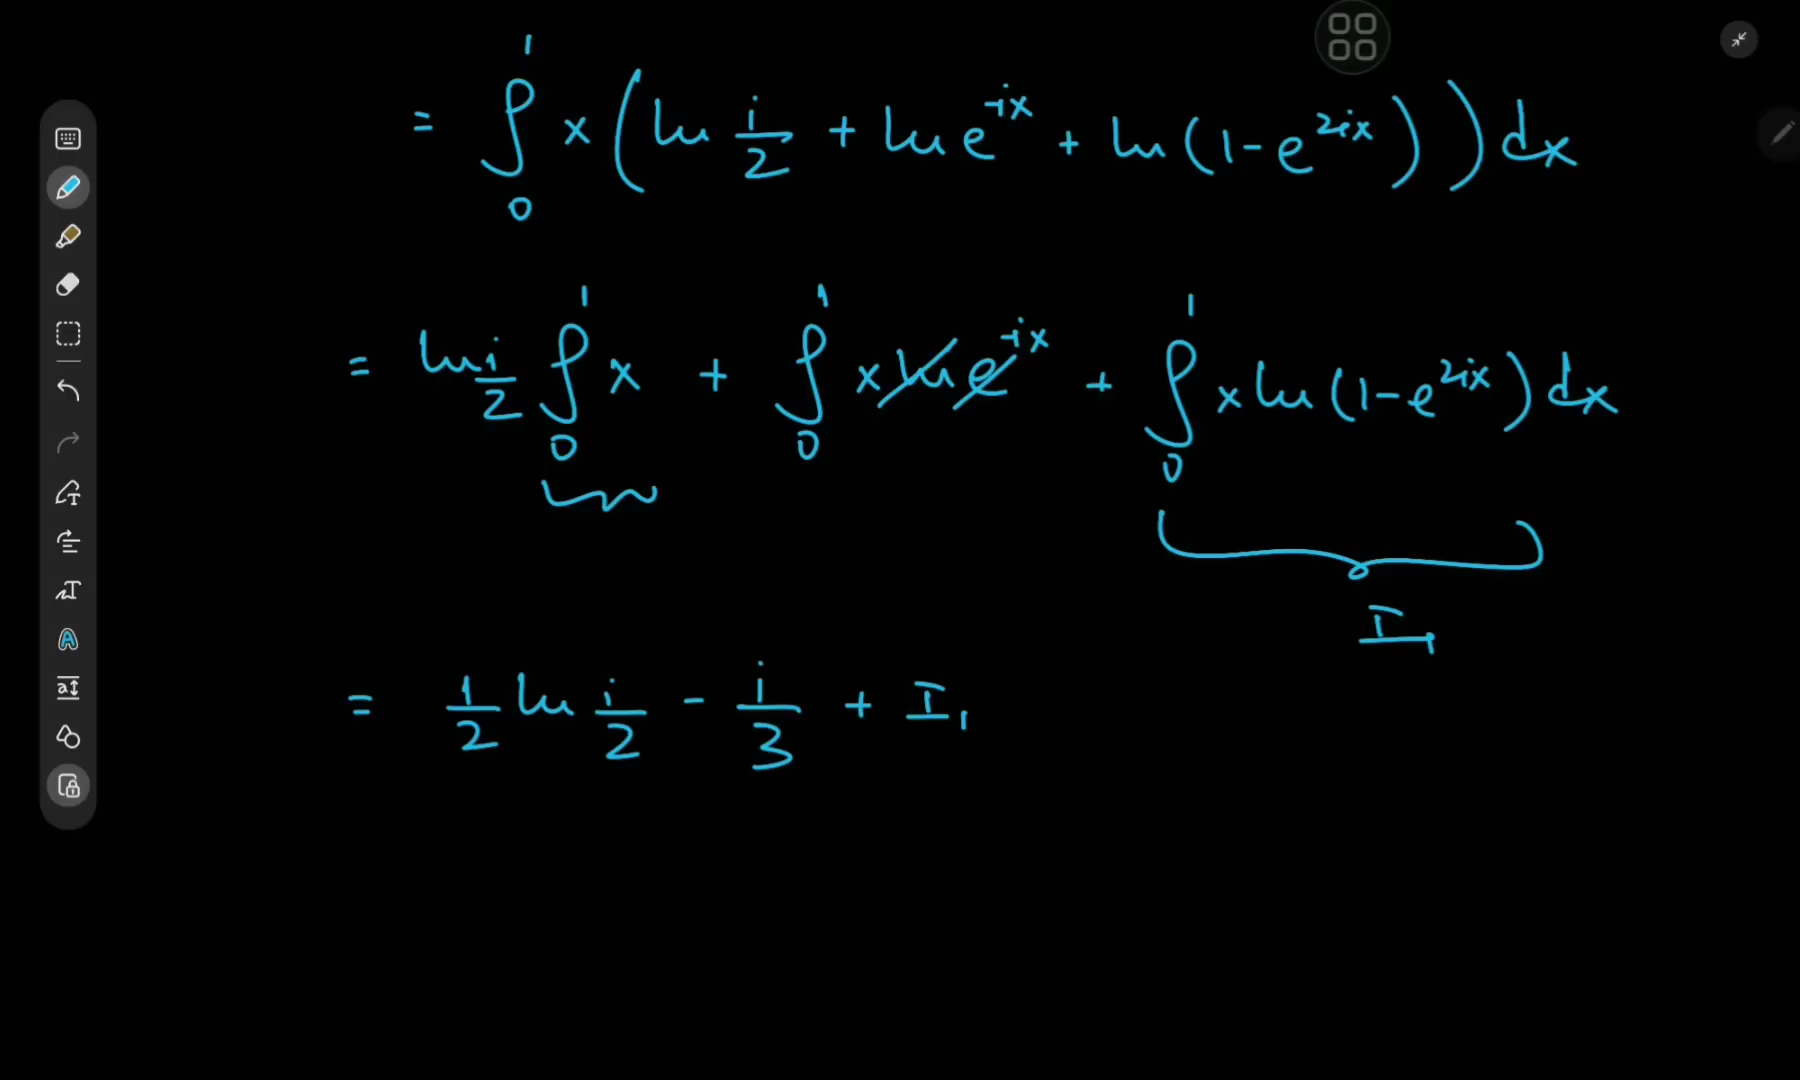 = ∫₀¹ x (ln i/2 + ln e^{-ix} + ln(1-e^{2ix})) dx
= ln i/2 ∫₀¹ x + ∫₀¹ x ln e^{-ix} + ∫₀¹ x ln(1-e^{2ix}) dx
I₁
= 1/2 ln i/2 - i/3 + I₁